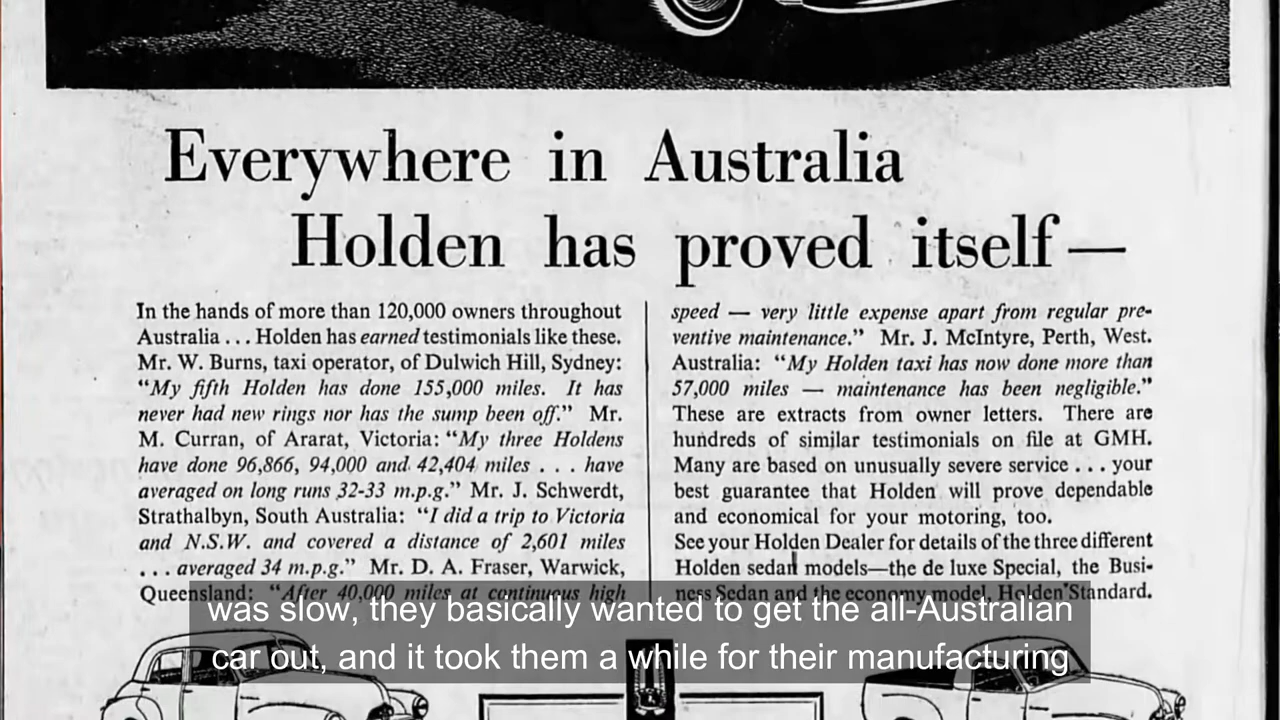 Everywhere in Australia
Holden has proved itself—
In the hands of more than 120,000 owners throughout
Australia . . . Holden has earned testimonials like these.
Mr. W. Burns, taxi operator, of Dulwich Hill, Sydney:
“My fifth Holden has done 155,000 miles. It has
never had new rings nor has the sump been off.” Mr.
M. Curran, of Ararat, Victoria: “My three Holdens
have done 96,866, 94,000 and 42,404 miles . . . have
averaged on long runs 32-33 m.p.g.” Mr. J. Schwerdt,
Strathalbyn, South Australia: “I did a trip to Victoria
and N.S.W. and covered a distance of 2,601 miles
. . . averaged 34 m.p.g.” Mr. D. A. Fraser, Warwick,
Queensland: “After 40,000 miles at continuous high
speed — very little expense apart from regular pre-
ventive maintenance.” Mr. J. McIntyre, Perth, West.
Australia: “My Holden taxi has now done more than
57,000 miles — maintenance has been negligible.”
These are extracts from owner letters. There are
hundreds of similar testimonials on file at GMH.
Many are based on unusually severe service . . . your
best guarantee that Holden will prove dependable
and economical for your motoring, too.
See your Holden Dealer for details of the three different
Holden sedan models—the de luxe Special, the Busi-
ness Sedan and the economy model, Holden Standard.
was slow, they basically wanted to get the all-Australian
car out, and it took them a while for their manufacturing